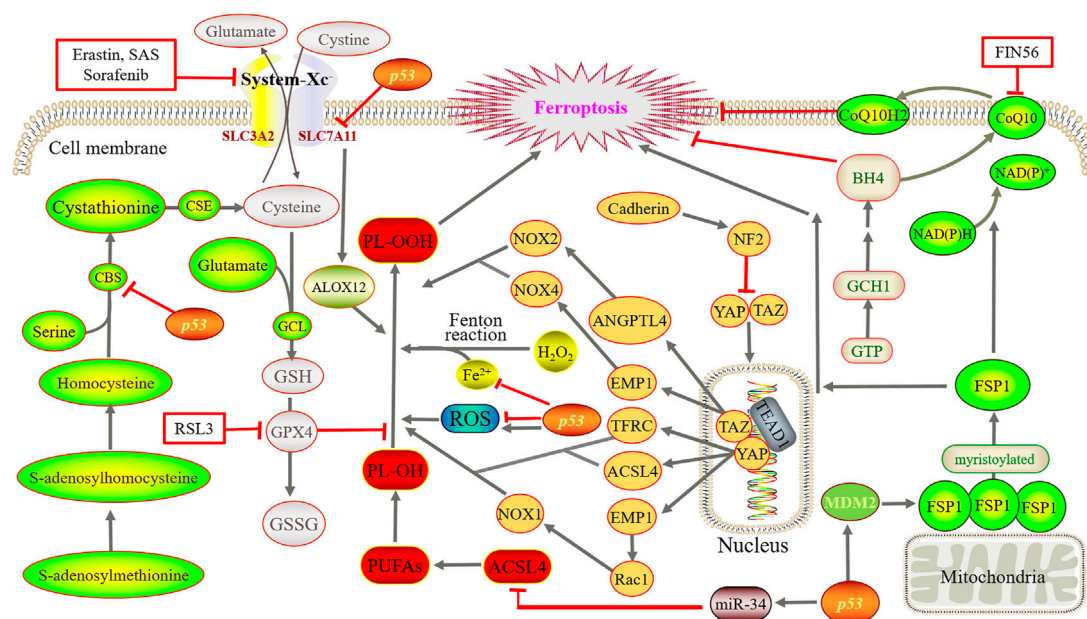 Glutamate
Cystine
Erastin, SAS
Sorafenib
System-Xc-
p53
SLC3A2
SLC7A11
Cell membrane
Ferroptosis
FIN56
CoQ10H2
CoQ10
BH4
NAD(P)+
NAD(P)H
GCH1
GTP
Cystathionine
CSE
Cysteine
Glutamate
CBS
p53
Serine
GCL
Homocysteine
GSH
RSL3
GPX4
S-adenosylhomocysteine
GSSG
S-adenosylmethionine
PL-OOH
ALOX12
Fenton
reaction
H2O2
Fe2+
ROS
p53
PL-OH
PUFAs
ACSL4
Cadherin
NF2
NOX2
NOX4
YAP
TAZ
ANGPTL4
EMP1
TFRC
ACSL4
NOX1
EMP1
Rac1
TEAD1
TAZ
YAP
Nucleus
miR-34
p53
MDM2
FSP1
myristoylated
FSP1
FSP1
FSP1
Mitochondria